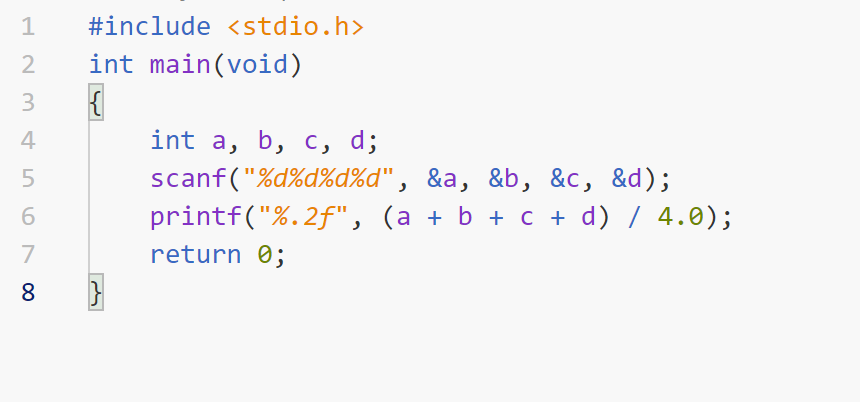 1 #include <stdio.h>
2 int main(void)
3 {
4 int a, b, c, d;
5 scanf("%d%d%d%d", &a, &b, &c, &d);
6 printf("%.2f", (a + b + c + d) / 4.0);
7 return 0;
8 }